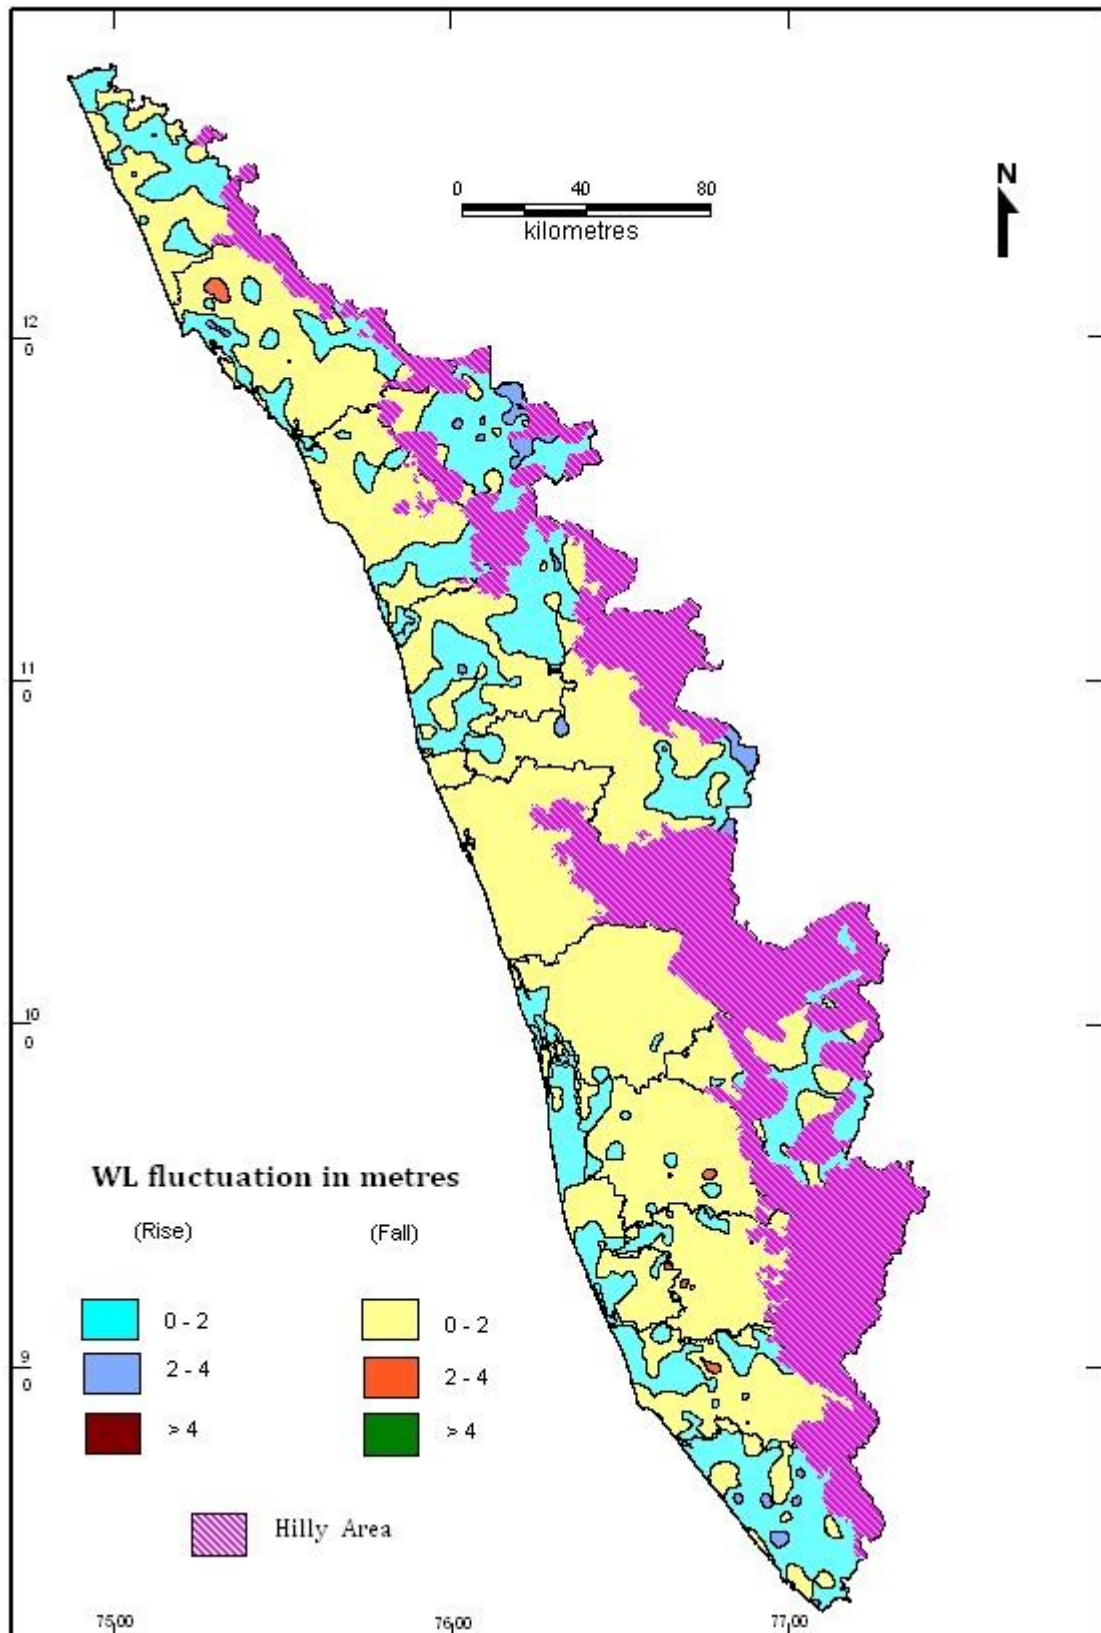 N
0 40 80
kilometres
12
0
11
0
10
0
9
0
WL fluctuation in metres
(Rise) (Fall)
0 - 2 0 - 2
2 - 4 2 - 4
> 4 > 4
Hilly Area
75,00 76,00 77,00